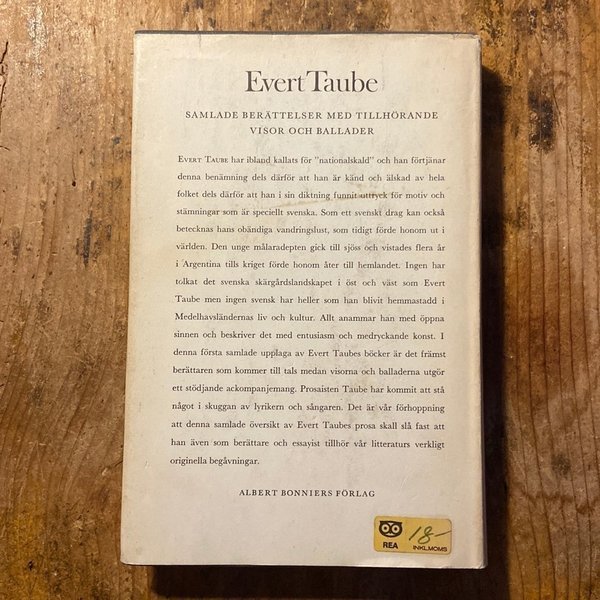 Evert Taube
SAMLADE BERÄTTELSER MED TILLHÖRANDE
VISOR OCH BALLADER
EVERT TAUBE har ibland kallats för "nationalskald" och han förtjänar
denna benämning dels därför att han är känd och älskad av hela
folket dels därför att han i sin diktning funnit uttryck för motiv och
stämningar som är speciellt svenska. Som ett svenskt drag kan också
betecknas hans obändiga vandringslust, som tidigt förde honom ut i
världen. Den unge målaradepten gick till sjöss och vistades flera år
i Argentina tills kriget förde honom åter till hemlandet. Ingen har
tolkat det svenska skärgårdslandskapet i öst och väst som Evert
Taube men ingen svensk har heller som han blivit hemmastadd i
Medelhavsländernas liv och kultur. Allt anammar han med öppna
sinnen och beskriver det med entusiasm och medryckande konst. I
denna första samlade upplaga av Evert Taubes böcker är det främst
berättaren som kommer till tals medan visorna och balladerna utgör
ett stödjande ackompanjemang. Prosaisten Taube har kommit att stå
något i skuggan av lyrikern och sångaren. Det är vår förhoppning
att denna samlade översikt av Evert Taubes prosa skall slå fast att
han även som berättare och essayist tillhör vår litteraturs verkligt
originella begåvningar.
ALBERT BONNIERS FÖRLAG
REA
18-
INKL.MOMS